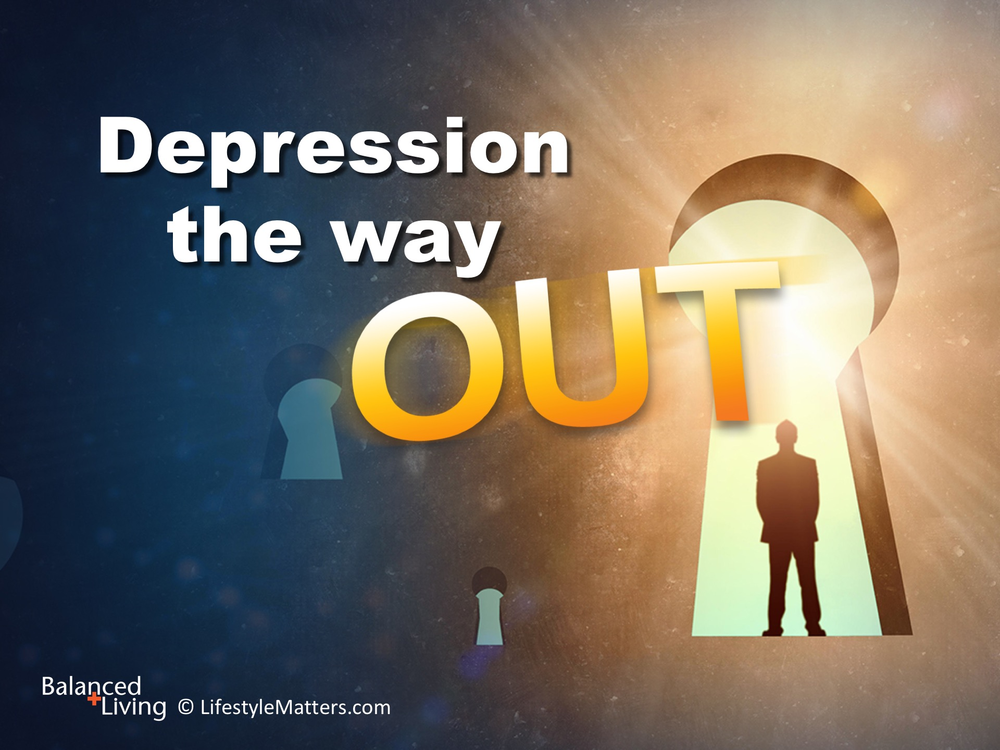 Depression
the way
OUT
Balanced
+Living © LifestyleMatters.com